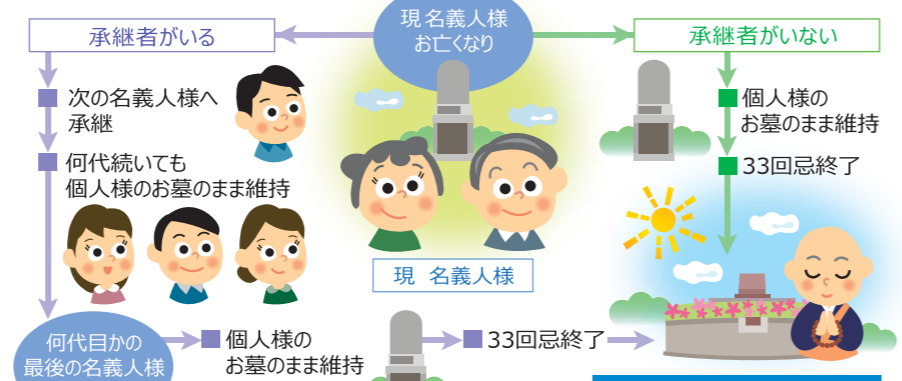 現 名義人様
お亡くなり
承継者がいる
承継者がいない
次の名義人様へ
承継
何代続いても
個人様のお墓のまま維持
個人様の
お墓のまま維持
33回忌終了
現 名義人様
何代目かの
最後の名義人様
個人様の
お墓のまま維持
33回忌終了